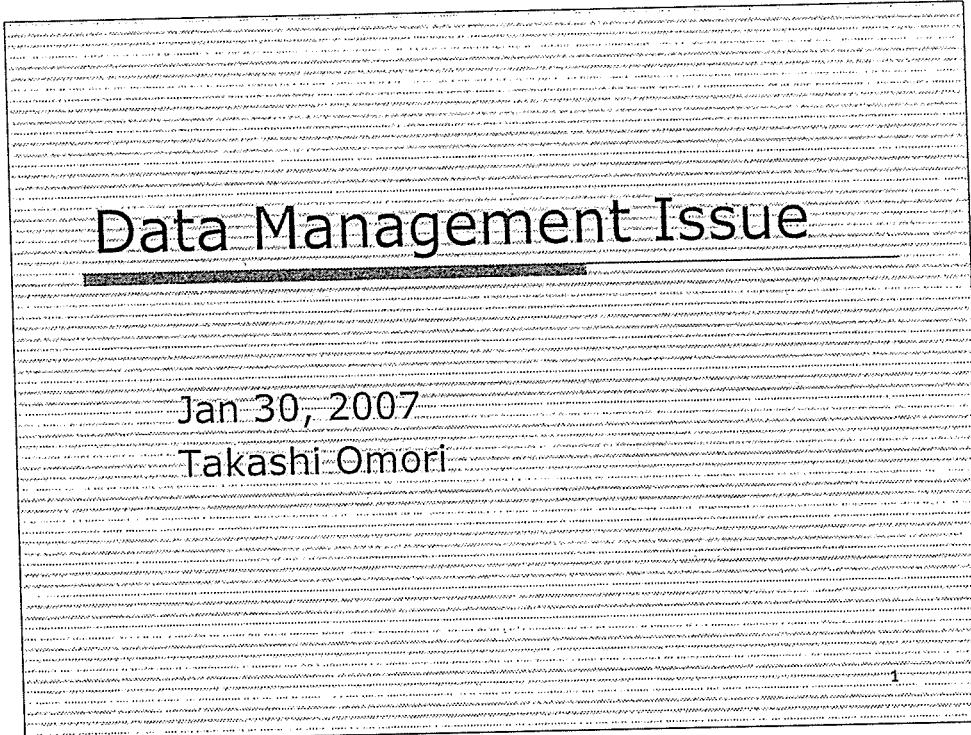 Data Management Issue
Jan 30, 2007
Takashi Omori
1